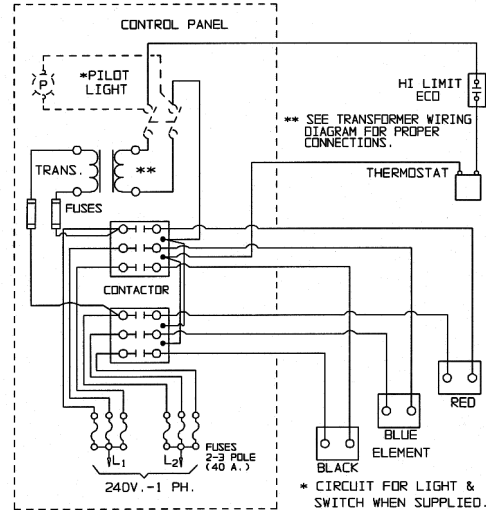 CONTROL PANEL
*PILOT
LIGHT
P
HI LIMIT
ECO
** SEE TRANSFORMER WIRING
DIAGRAM FOR PROPER
CONNECTIONS.
TRANS.
**
THERMOSTAT
FUSES
CONTACTOR
RED
BLUE
ELEMENT
BLACK
L1
L2
FUSES
2-3 POLE
(40 A.)
240V.-1 PH.
* CIRCUIT FOR LIGHT &
SWITCH WHEN SUPPLIED.